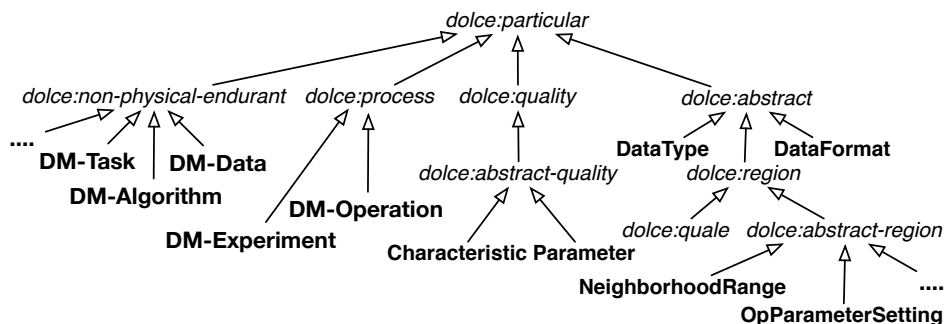 dolce:particular
dolce:non-physical-endurant dolce:process dolce:quality dolce:abstract
.... DM-Task DM-Data DataType DataFormat
DM-Algorithm dolce:abstract-quality dolce:region
DM-Experiment DM-Operation
Characteristic Parameter dolce:quale dolce:abstract-region
NeighborhoodRange ....
OpParameterSetting